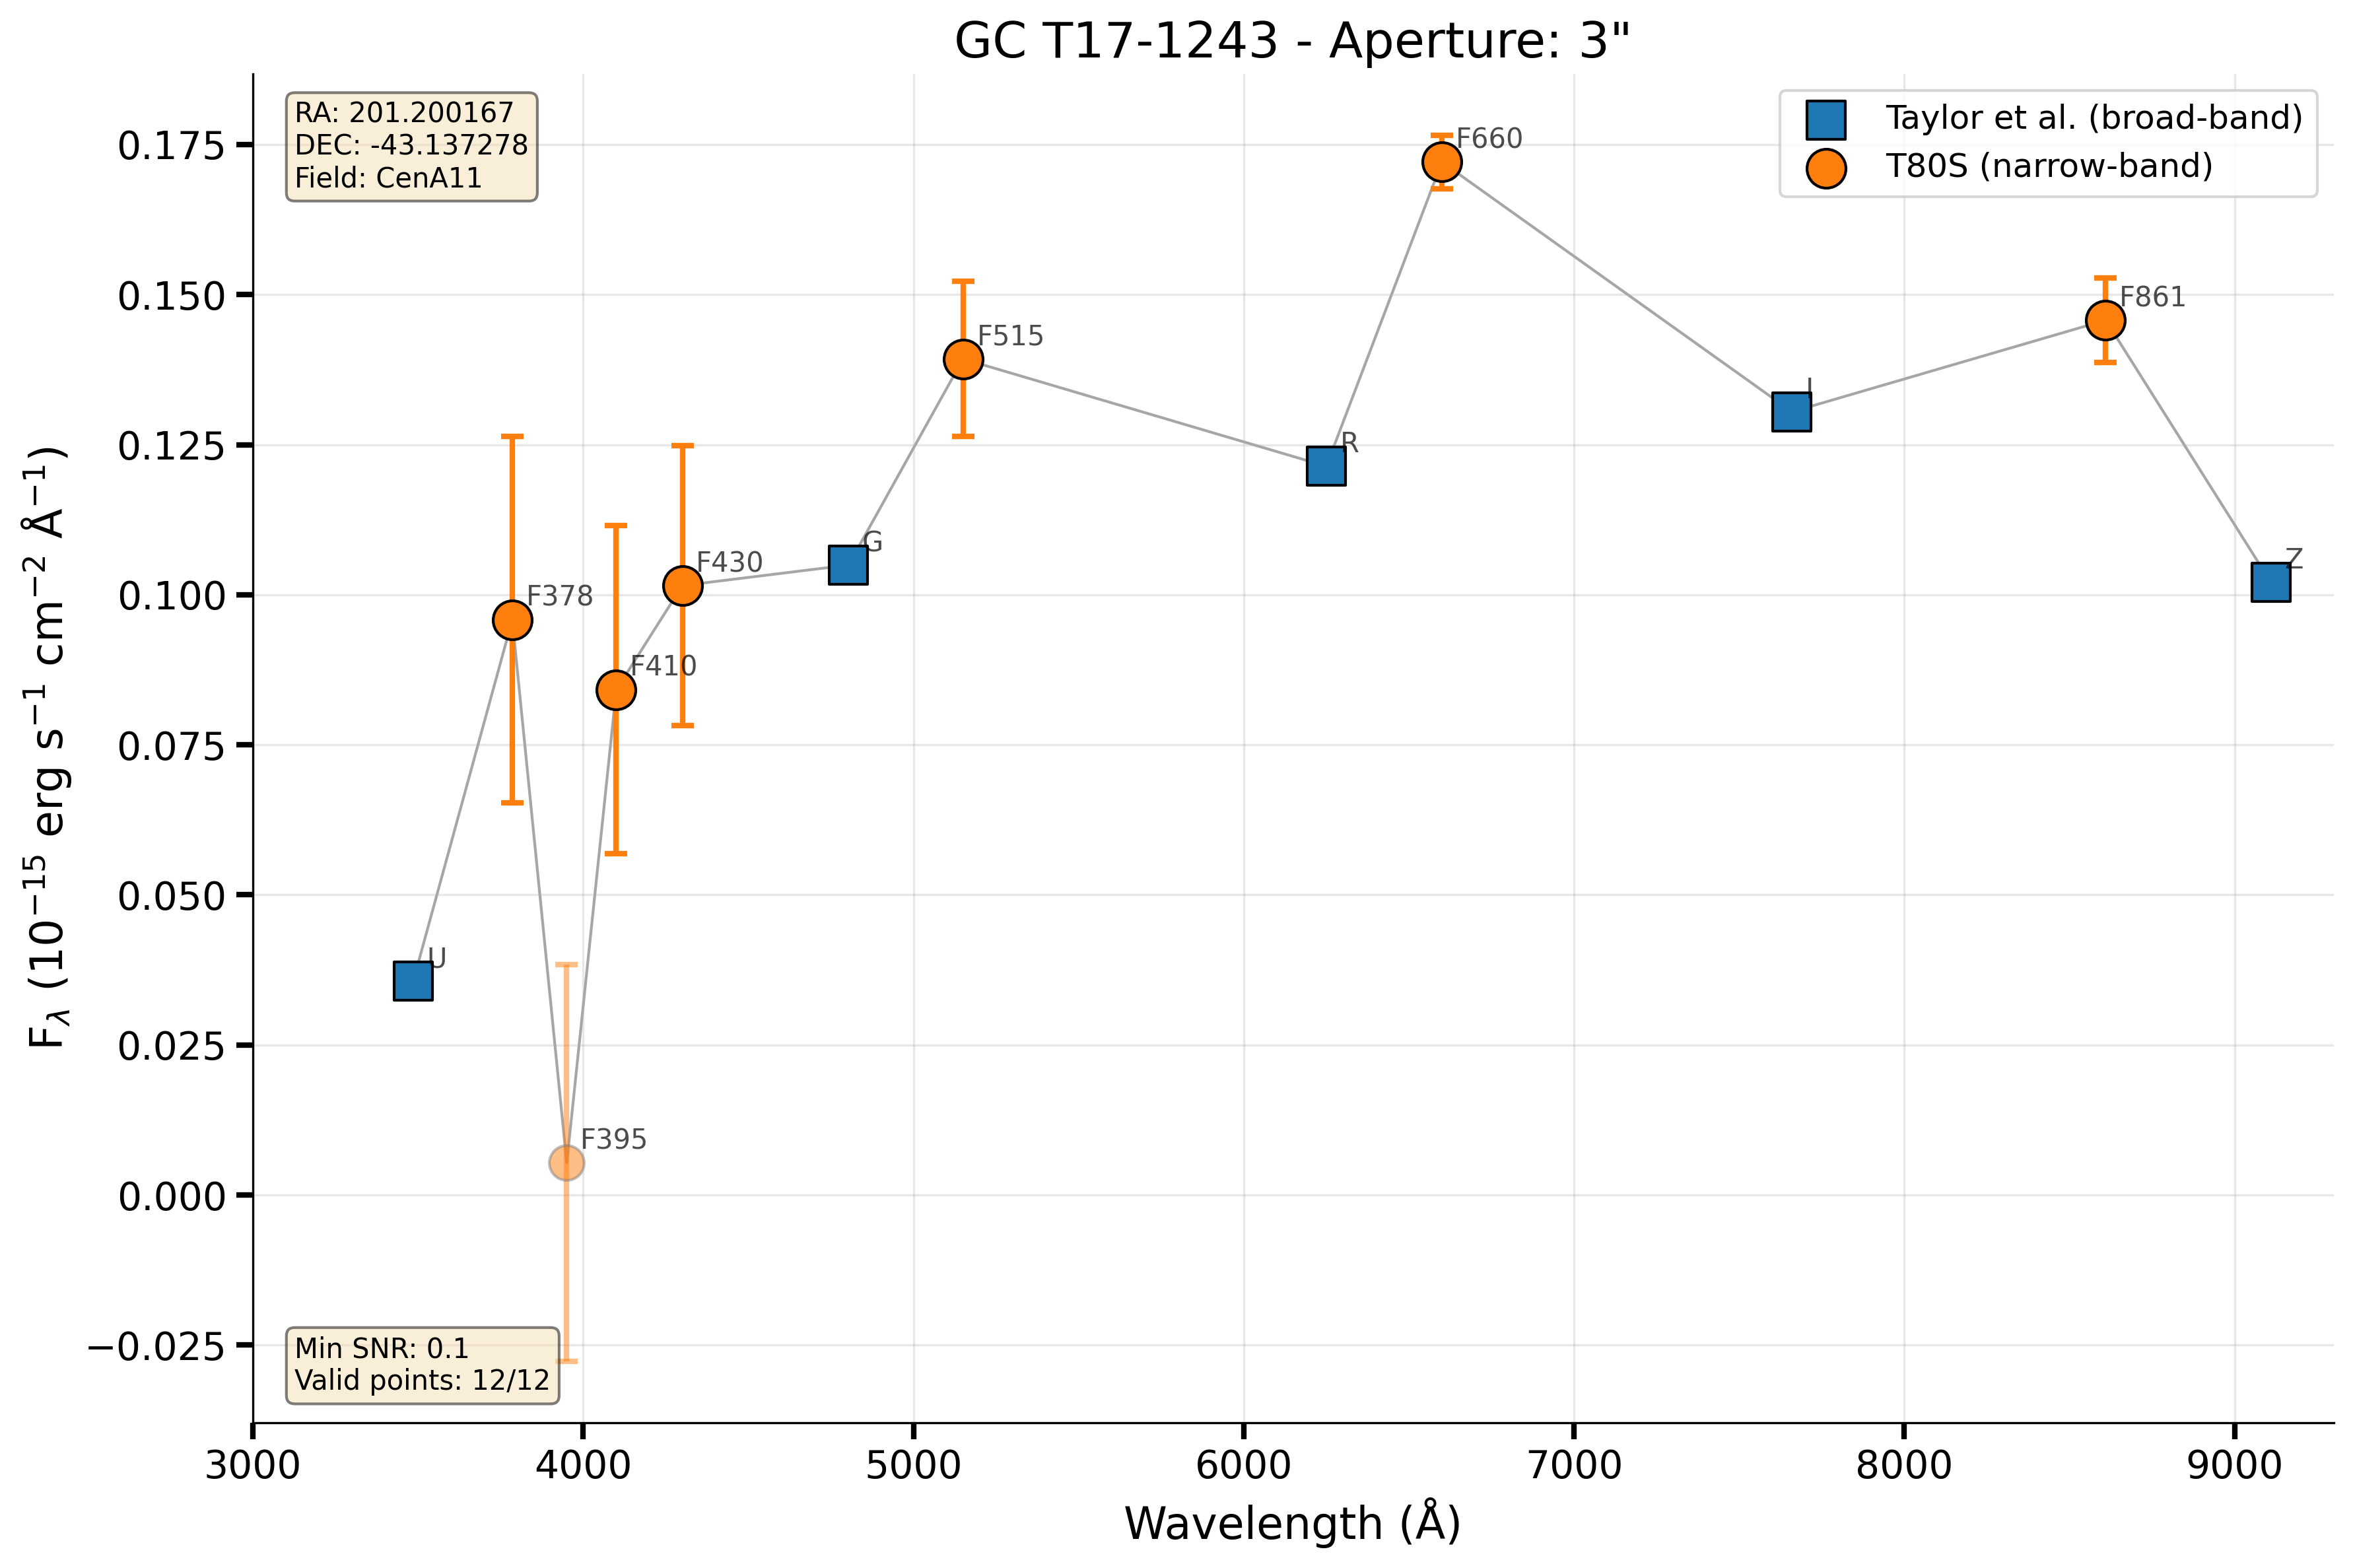 GC T17-1243 - Aperture: 3"
RA: 201.200167
DEC: -43.137278
Field: CenA11
Taylor et al. (broad-band)
T80S (narrow-band)
F660
F861
F515
I
R
G
Z
F430
F378
F410
U
F395
Min SNR: 0.1
Valid points: 12/12
0.175
0.150
0.125
0.100
0.075
0.050
0.025
0.000
−0.025
F$_{λ}$ (10$^{−15}$ erg s$^{−1}$ cm$^{−2}$ Å$^{−1}$)
3000 4000 5000 6000 7000 8000 9000
Wavelength (Å)